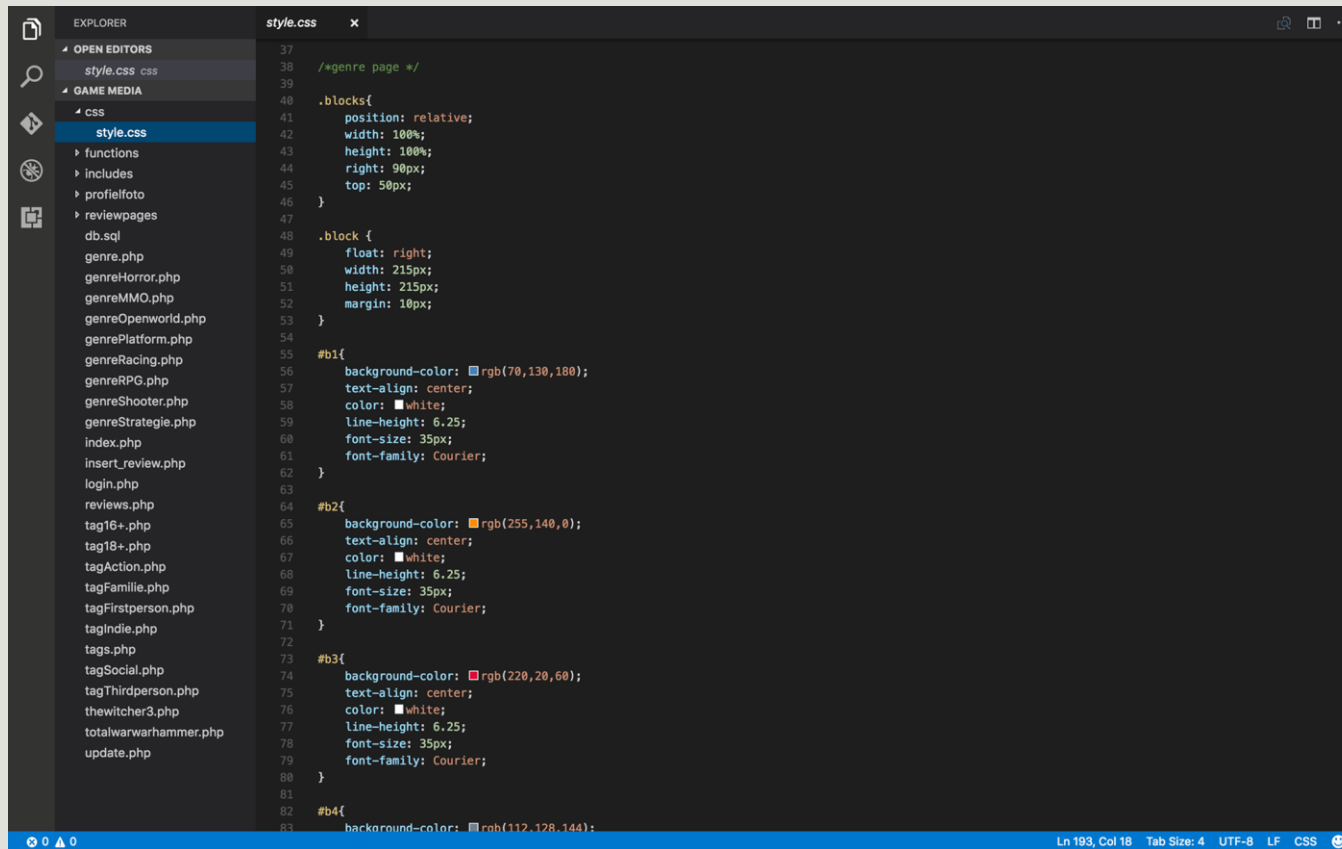 EXPLORER
OPEN EDITORS
style.css css
GAME MEDIA
css
style.css
functions
includes
profielfoto
reviewpages
db.sql
genre.php
genreHorror.php
genreMMO.php
genreOpenworld.php
genrePlatform.php
genreRacing.php
genreRPG.php
genreShooter.php
genreStrategie.php
index.php
insert_review.php
login.php
reviews.php
tag16+.php
tag18+.php
tagAction.php
tagFamilie.php
tagFirstperson.php
tagIndie.php
tags.php
tagSocial.php
tagThirdperson.php
thewitcher3.php
totalwarwarhammer.php
update.php
style.css ×
37
38 /*genre page */
39
40 .blocks{
41 position: relative;
42 width: 100%;
43 height: 100%;
44 right: 90px;
45 top: 50px;
46 }
47
48 .block {
49 float: right;
50 width: 215px;
51 height: 215px;
52 margin: 10px;
53 }
54
55 #b1{
56 background-color: rgb(70,130,180);
57 text-align: center;
58 color: white;
59 line-height: 6.25;
60 font-size: 35px;
61 font-family: Courier;
62 }
63
64 #b2{
65 background-color: rgb(255,140,0);
66 text-align: center;
67 color: white;
68 line-height: 6.25;
69 font-size: 35px;
70 font-family: Courier;
71 }
72
73 #b3{
74 background-color: rgb(220,20,60);
75 text-align: center;
76 color: white;
77 line-height: 6.25;
78 font-size: 35px;
79 font-family: Courier;
80 }
81
82 #b4{
83 background-color: rgb(112,128,144);
0 0 Ln 193, Col 18 Tab Size: 4 UTF-8 LF CSS